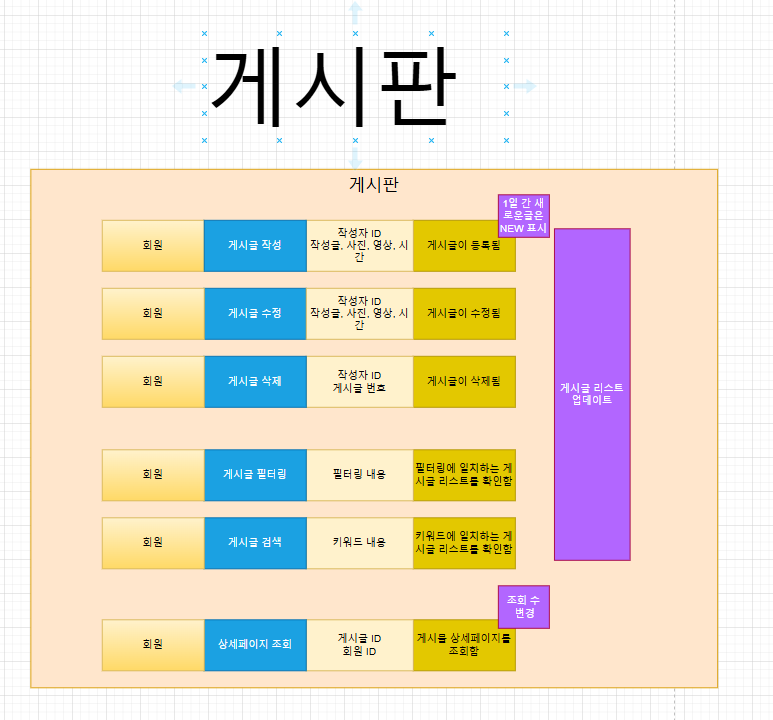 게시판
게시판
1일 간 새
로운글은
NEW 표시
회원
게시글 작성
작성자 ID
작성글, 사진, 영상, 시
간
게시글이 등록됨
회원
게시글 수정
작성자 ID
작성글, 사진, 영상, 시
간
게시글이 수정됨
회원
게시글 삭제
작성자 ID
게시글 번호
게시글이 삭제됨
게시글 리스트
업데이트
회원
게시글 필터링
필터링 내용
필터링에 일치하는 게
시글 리스트를 확인함
회원
게시글 검색
키워드 내용
키워드에 일치하는 게
시글 리스트를 확인함
조회 수
변경
회원
상세페이지 조회
게시글 ID
회원 ID
게시물 상세페이지를
조회함